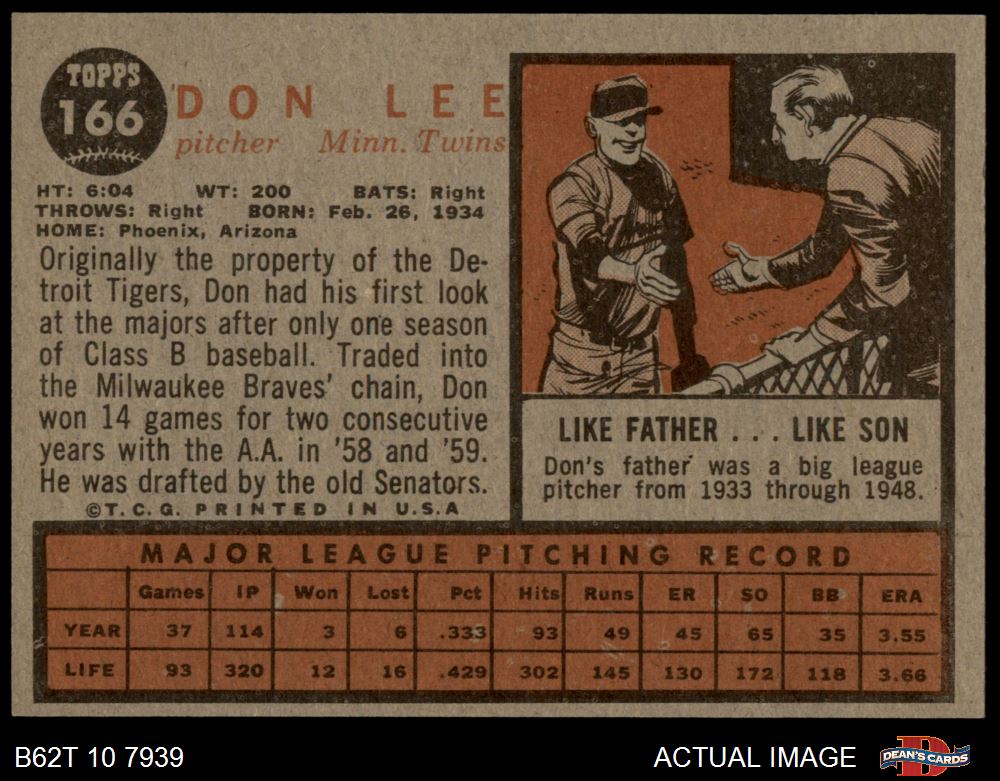 TOPPS
166
DON LEE
pitcher Minn. Twins
HT: 6:04 WT: 200 BATS: Right
THROWS: Right BORN: Feb. 26, 1934
HOME: Phoenix, Arizona
Originally the property of the De-
troit Tigers, Don had his first look
at the majors after only one season
of Class B baseball. Traded into
the Milwaukee Braves' chain, Don
won 14 games for two consecutive
years with the A.A. in '58 and '59.
He was drafted by the old Senators.
©T.C.G. PRINTED IN U.S.A
LIKE FATHER . . . LIKE SON
Don's father was a big league
pitcher from 1933 through 1948.
MAJOR LEAGUE PITCHING RECORD
Games IP Won Lost Pct Hits Runs ER SO BB ERA
YEAR 37 114 3 6 .333 93 49 45 65 35 3.55
LIFE 93 320 12 16 .429 302 145 130 172 118 3.66
B62T 10 7939 ACTUAL IMAGE DEAN'S CARDS